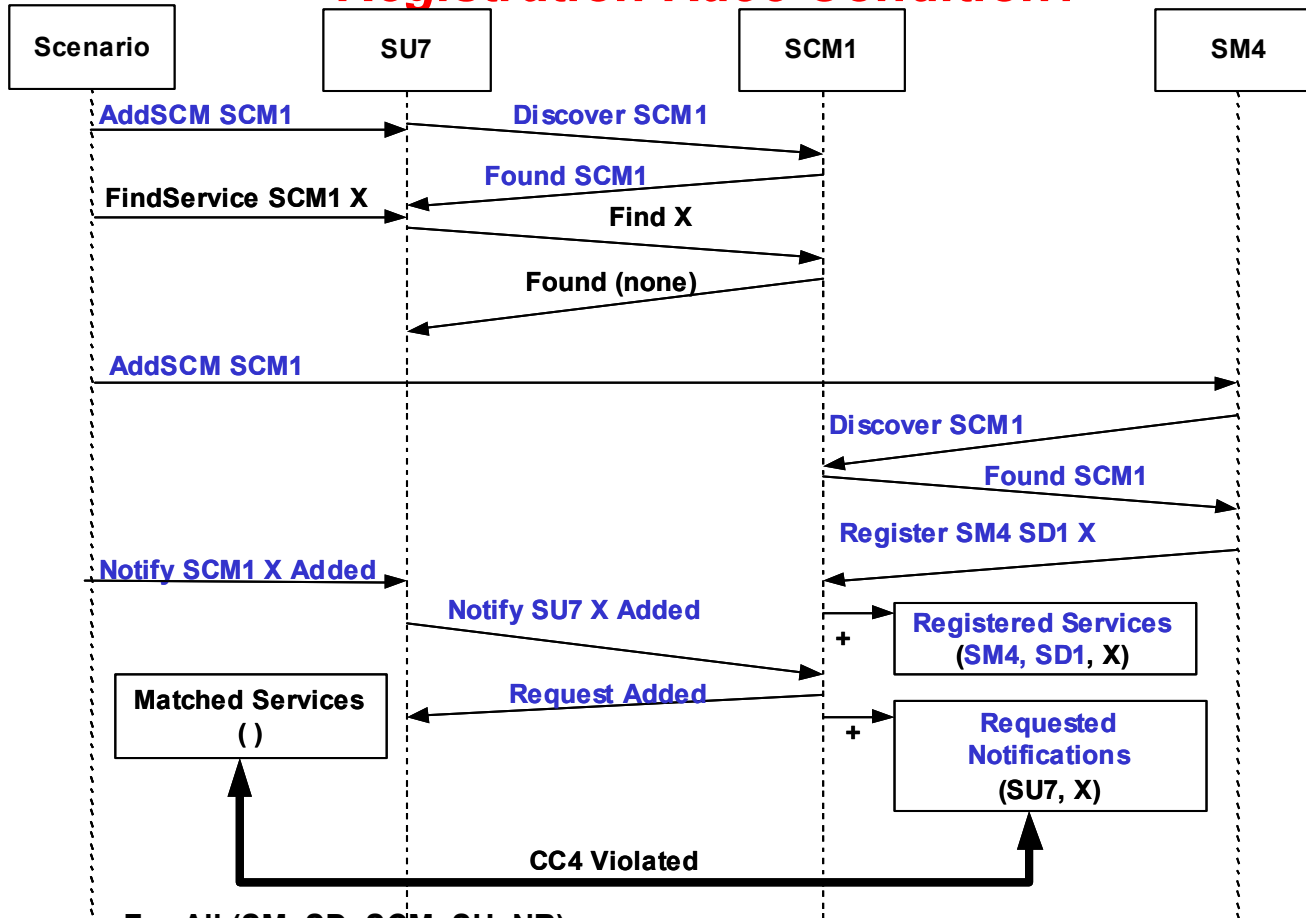 Scenario
SU7
SCM1
SM4
AddSCM SCM1
Discover SCM1
Found SCM1
FindService SCM1 X
Find X
Found (none)
AddSCM SCM1
Discover SCM1
Found SCM1
Register SM4 SD1 X
Notify SCM1 X Added
Notify SU7 X Added
+
Registered Services
(SM4, SD1, X)
Request Added
Matched Services
( )
+
Requested
Notifications
(SU7, X)
CC4 Violated